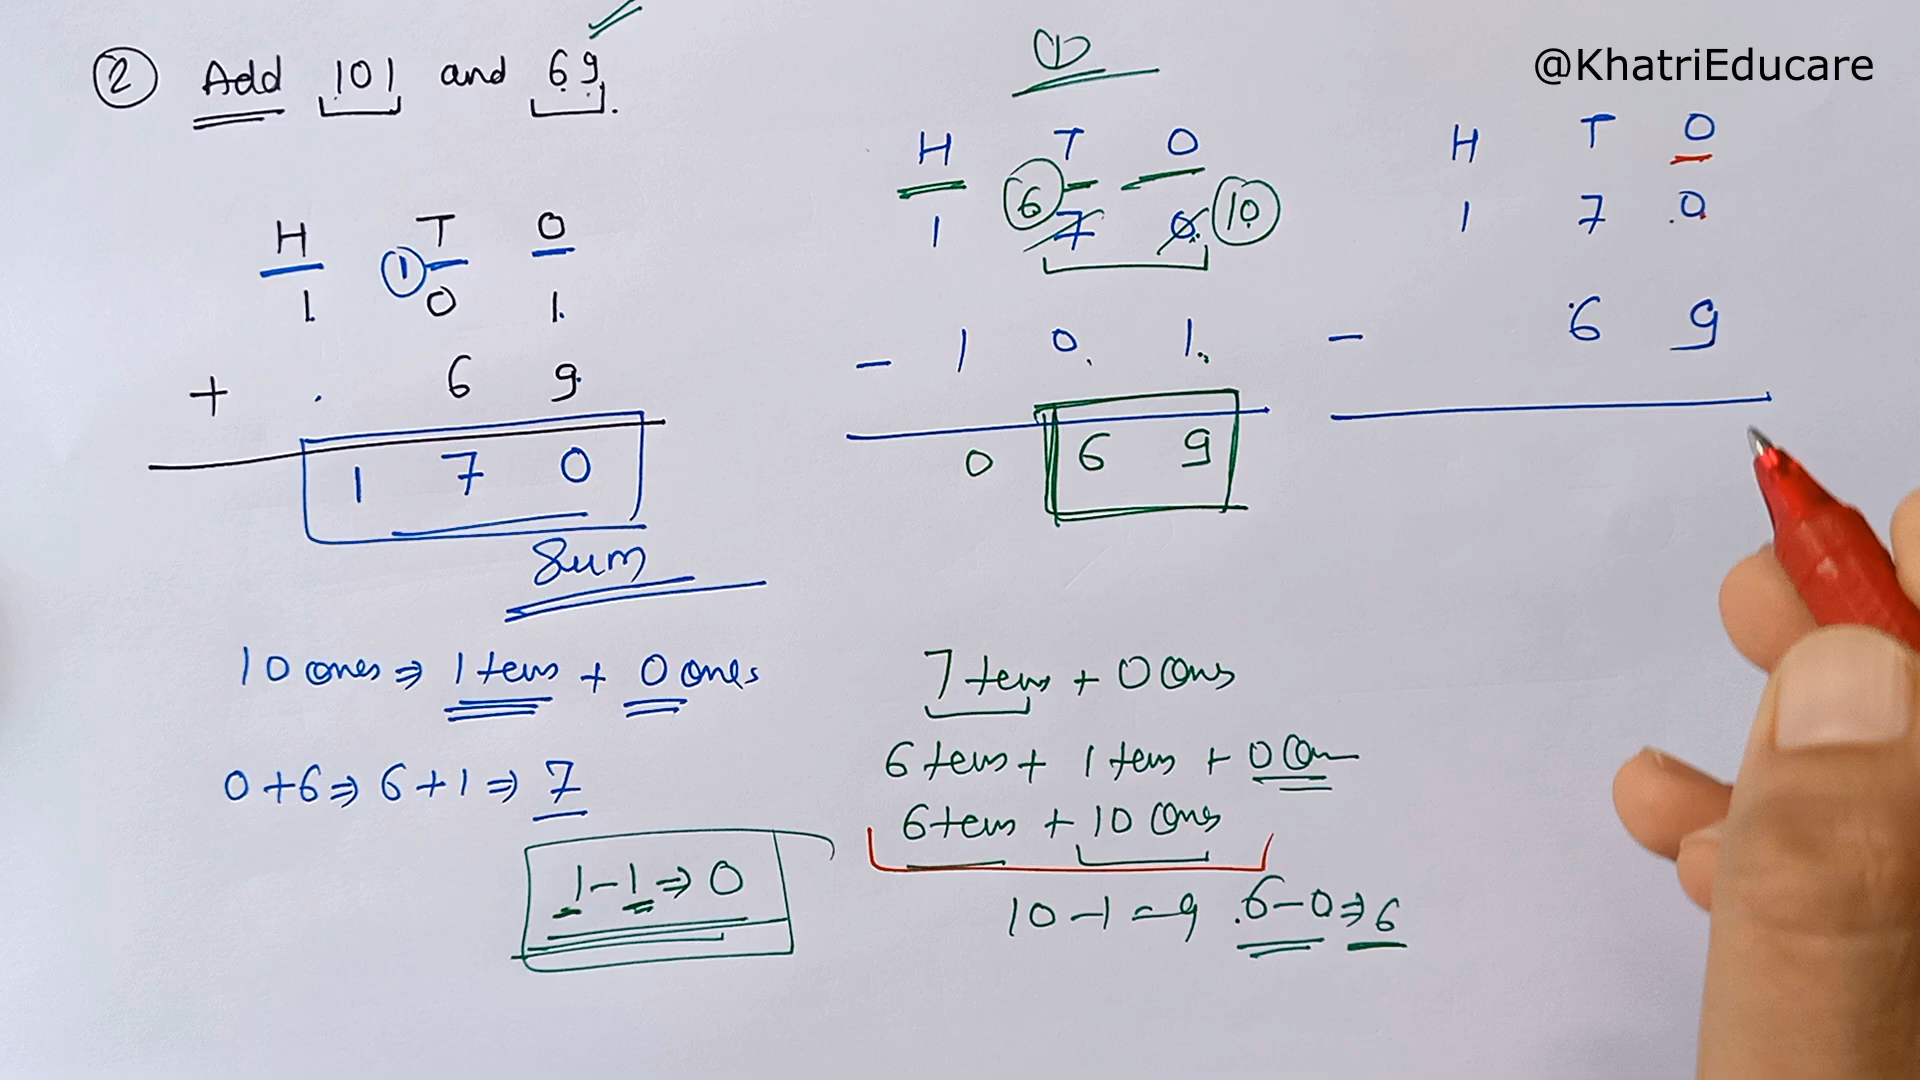 ② Add 101 and 69.
@KhatriEducare
H T O
① 
1 0 1
+ 6 9
1 7 0
Sum
10 ones ⇒ 1 tens + 0 ones
0+6 ⇒ 6+1 ⇒ 7
1-1 ⇒ 0
①
H T O
6 10
1 7 0
- 1 0 1
0 6 9
7 tens + 0 Ons
6 tens + 1 tens + 0 On
6 tens + 10 Ons
10-1=9 6-0 ⇒ 6
H T O
1 7 0
- 6 9